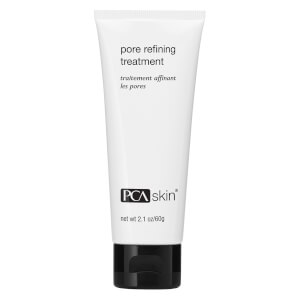 pore refining
treatment
traitement affinant
les pores
PCA skin®
net wt 2.1 oz/60g